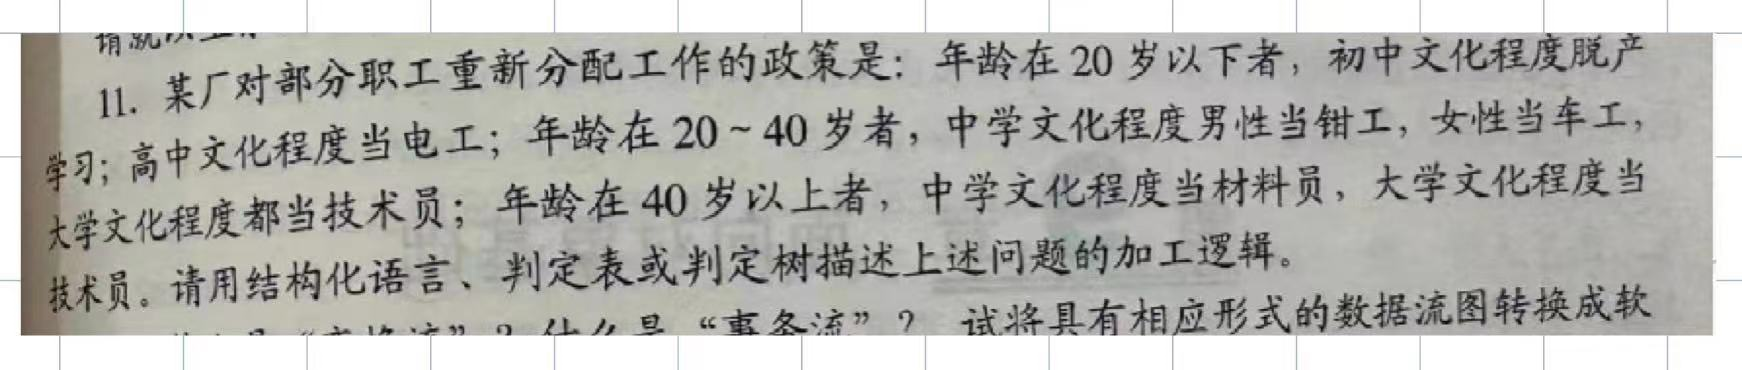 11. 某厂对部分职工重新分配工作的政策是：年龄在 20 岁以下者，初中文化程度脱产
学习；高中文化程度当电工；年龄在 20 ~ 40 岁者，中学文化程度男性当钳工，女性当车工，
大学文化程度都当技术员；年龄在 40 岁以上者，中学文化程度当材料员，大学文化程度当
技术员。请用结构化语言、判定表或判定树描述上述问题的加工逻辑。
“事务流”？ 试将具有相应形式的数据流图转换成软